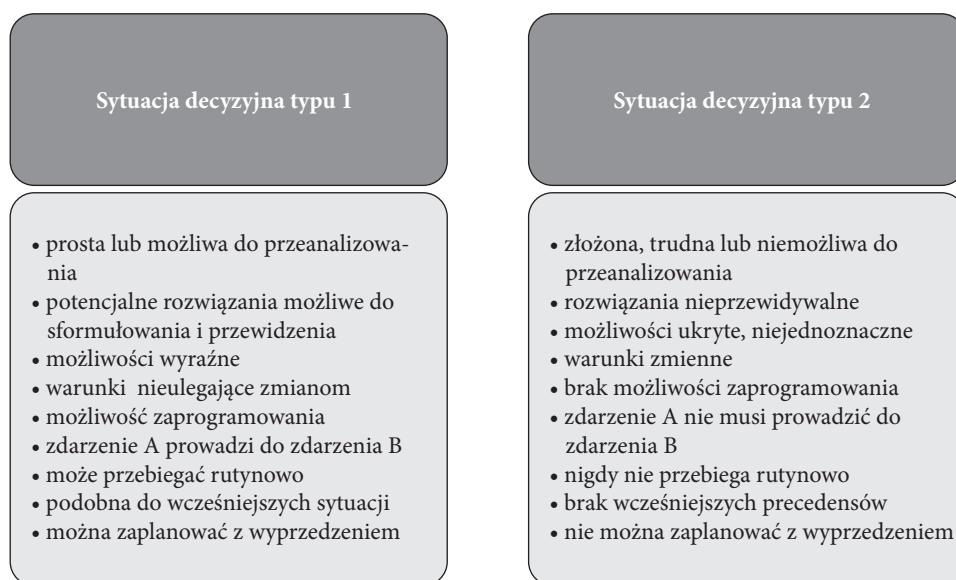 Sytuacja decyzyjna typu 1
• prosta lub możliwa do przeanalizowa-
nia
• potencjalne rozwiązania możliwe do
sformułowania i przewidzenia
• możliwości wyraźne
• warunki nieulegające zmianom
• możliwość zaprogramowania
• zdarzenie A prowadzi do zdarzenia B
• może przebiegać rutynowo
• podobna do wcześniejszych sytuacji
• można zaplanować z wyprzedzeniem
Sytuacja decyzyjna typu 2
• złożona, trudna lub niemożliwa do
przeanalizowania
• rozwiązania nieprzewidywalne
• możliwości ukryte, niejednoznaczne
• warunki zmienne
• brak możliwości zaprogramowania
• zdarzenie A nie musi prowadzić do
zdarzenia B
• nigdy nie przebiega rutynowo
• brak wcześniejszych precedensów
• nie można zaplanować z wyprzedzeniem